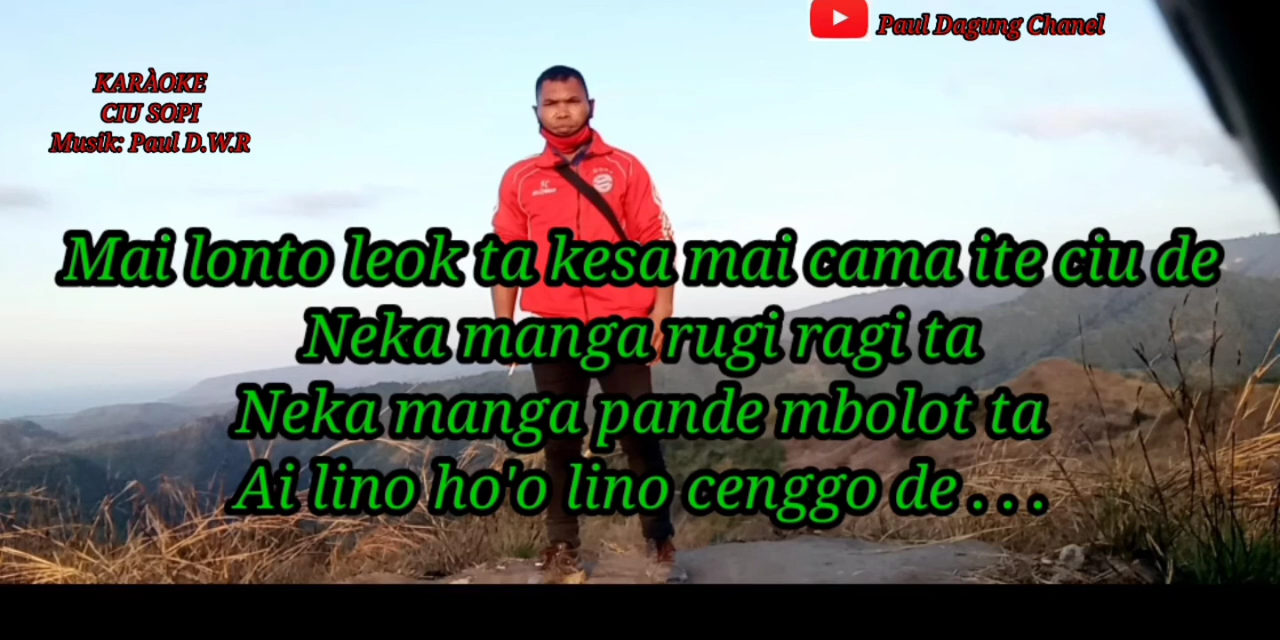 Paul Dagung Chanel
KARÀOKE
CIU SOPI
Musik: Paul D.W.R
Mai lonto leok ta kesa mai cama ite ciu de
Neka manga rugi ragi ta
Neka manga pande mbolot ta
Ai lino ho'o lino cenggo de . . .